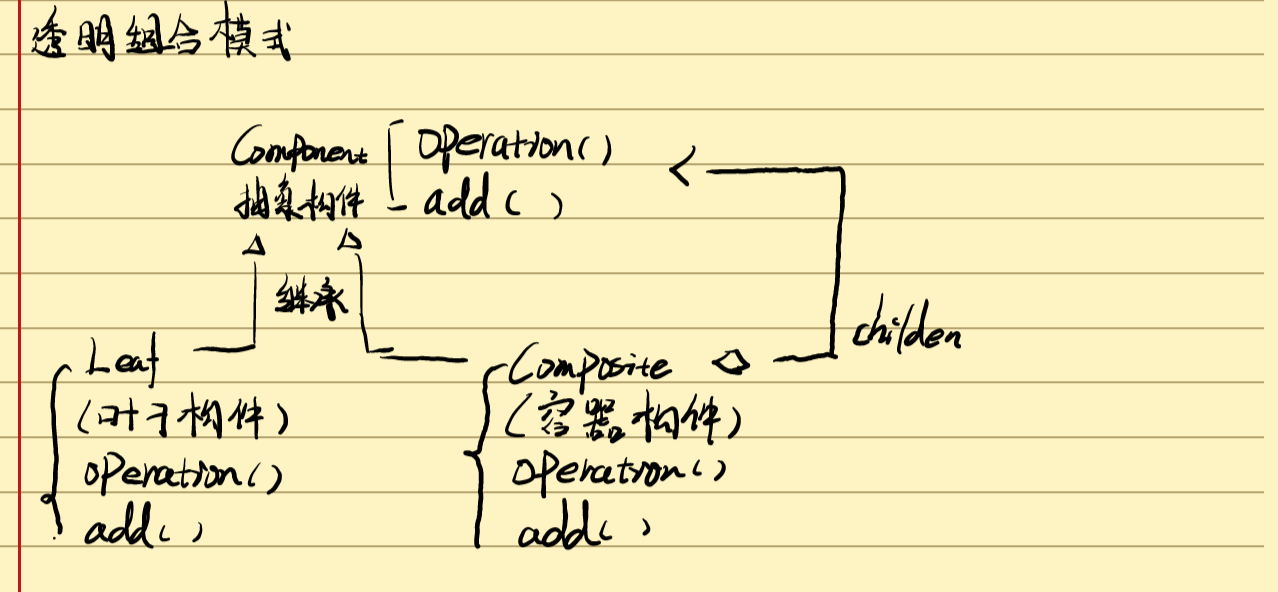 透明组合模式
Component
抽象构件
operation()
add( )
继承
childen
Leaf
(叶子构件)
operation()
add( )
Composite
(容器构件)
operation()
add( )